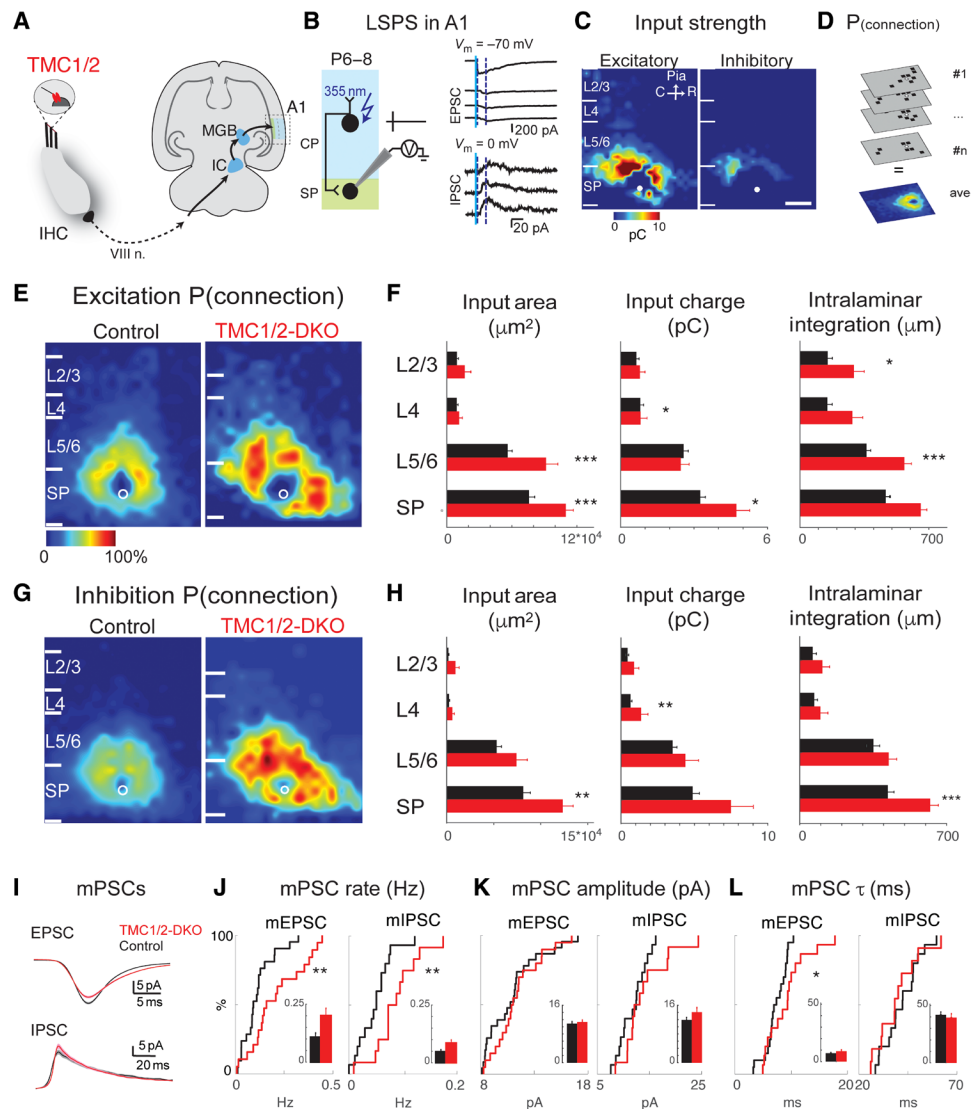 A
TMC1/2
IHC
VIII n.
MGB
IC
A1
B LSPS in A1
P6–8
355 nm
CP
SP
V
Vm = –70 mV
EPSC
200 pA
Vm = 0 mV
IPSC
20 pA
C Input strength
Excitatory Inhibitory
Pia
C R
L2/3
L4
L5/6
SP
0 10
pC
D P(connection)
#1
...
#n
=
ave
E Excitation P(connection)
Control TMC1/2-DKO
L2/3
L4
L5/6
SP
0 100%
F Input area (μm²)
Input charge (pC)
Intralaminar integration (μm)
L2/3 *
L4 *
L5/6 *** ***
SP *** *
0 12*10⁴ 0 6 0 700
G Inhibition P(connection)
Control TMC1/2-DKO
L2/3
L4
L5/6
SP
H Input area (μm²)
Input charge (pC)
Intralaminar integration (μm)
L2/3
L4 **
L5/6
SP ** ***
0 15*10⁴ 0 10 0 700
I mPSCs
EPSC
TMC1/2-DKO
Control
5 pA
5 ms
IPSC
5 pA
20 ms
J mPSC rate (Hz)
mEPSC mIPSC
100
%
0
** **
0.25 0.25
0 0
0 0.5 0 0.2
Hz Hz
K mPSC amplitude (pA)
mEPSC mIPSC
16 16
0 0
8 18 5 25
pA pA
L mPSC τ (ms)
mEPSC mIPSC
*
50 50
0 0
0 20 20 70
ms ms